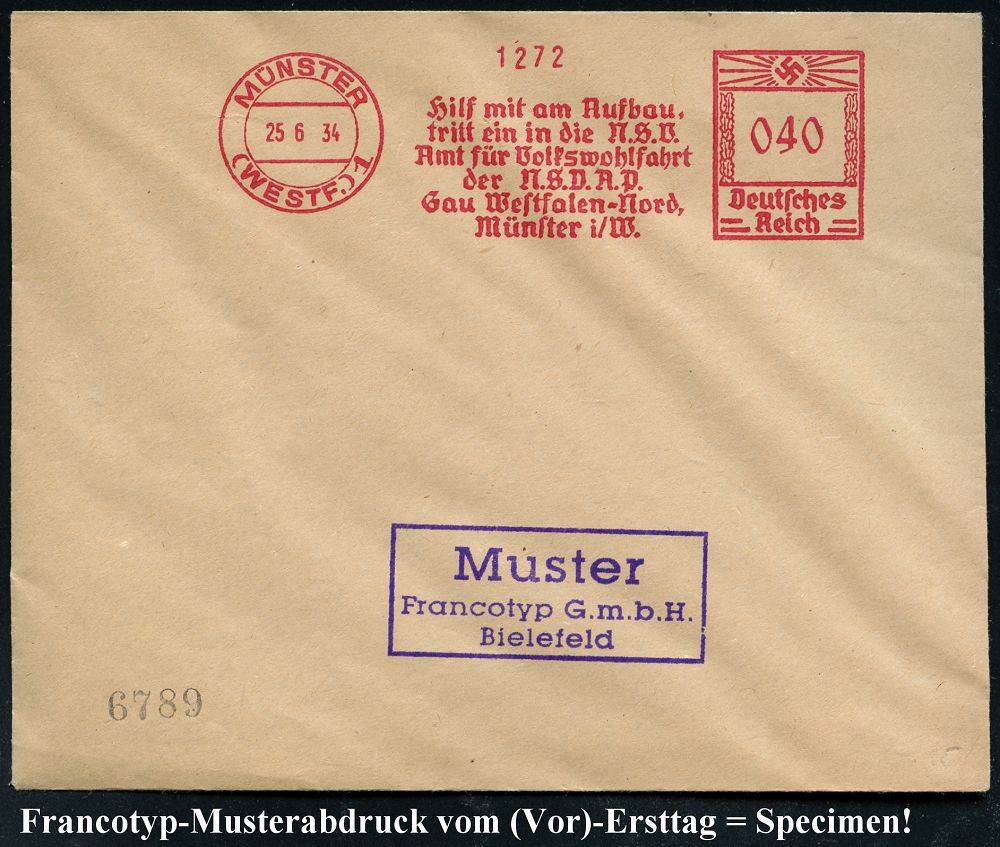 MÜNSTER
25 6 34
(WESTF.) 1
1272
Hilf mit am Aufbau,
tritt ein in die N.S.V.
Amt für Volkswohlfahrt
der N.S.D.A.P.
Gau Westfalen-Nord,
Münster i/W.
040
Deutsches
Reich
Muster
Francotyp G.m.b.H.
Bielefeld
6789
Francotyp-Musterabdruck vom (Vor)-Ersttag = Specimen!